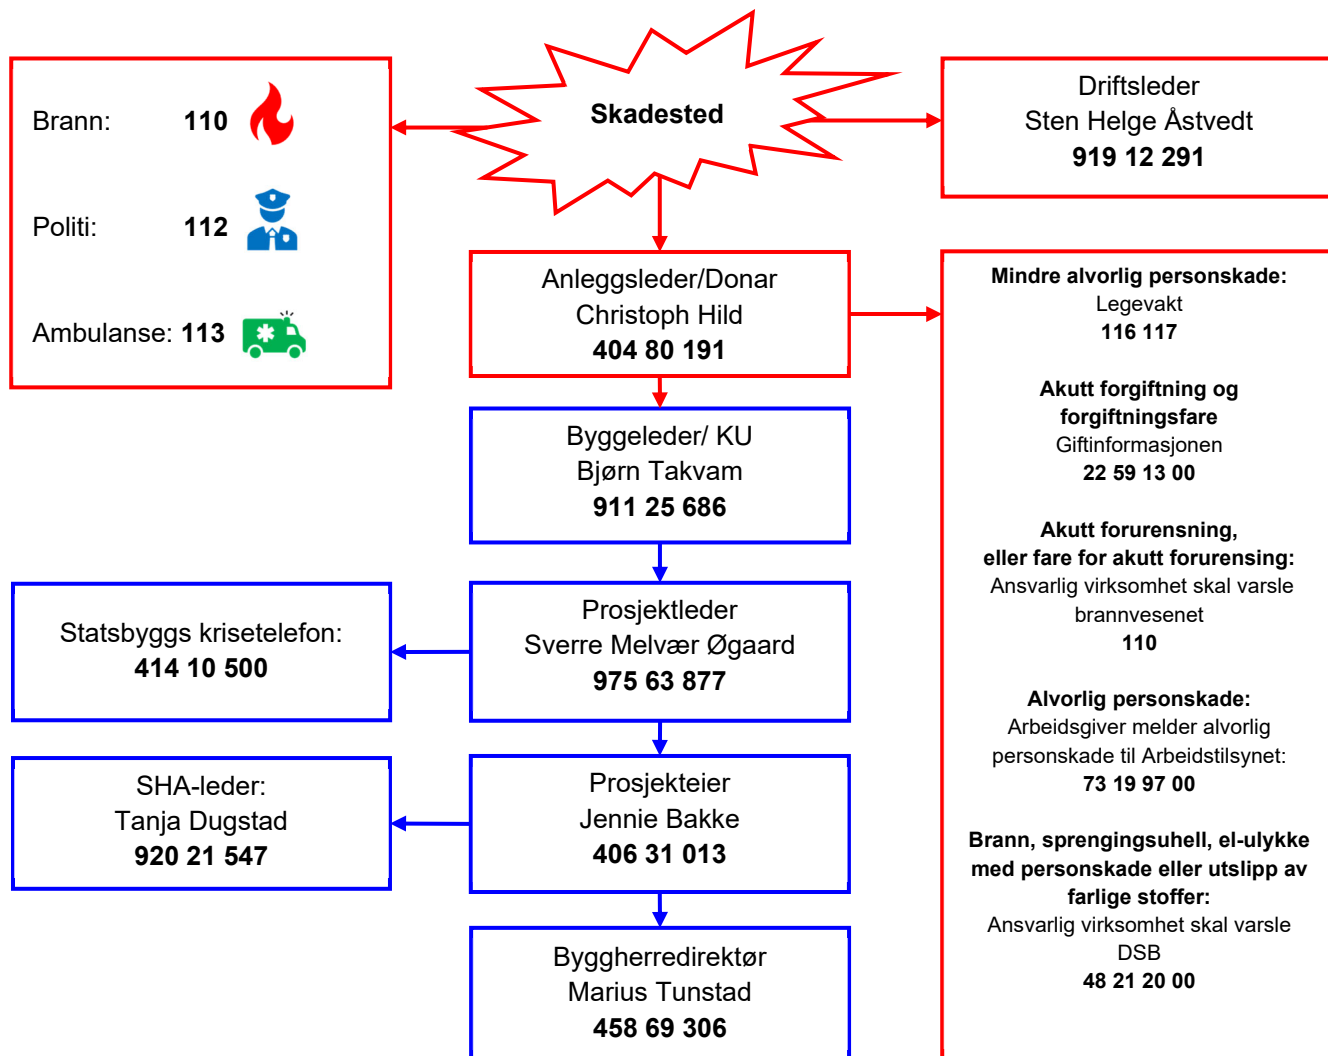 Skadested
Brann: 110
Politi: 112
Ambulanse: 113
Driftsleder
Sten Helge Åstvedt
919 12 291
Anleggsleder/Donar
Christoph Hild
404 80 191
Mindre alvorlig personskade:
Legevakt
116 117
Akutt forgiftning og
forgiftningsfare
Giftinformasjonen
22 59 13 00
Akutt forurensning,
eller fare for akutt forurensing:
Ansvarlig virksomhet skal varsle
brannvesenet
110
Alvorlig personskade:
Arbeidsgiver melder alvorlig
personskade til Arbeidstilsynet:
73 19 97 00
Brann, sprengingsuhell, el-ulykke
med personskade eller utslipp av
farlige stoffer:
Ansvarlig virksomhet skal varsle
DSB
48 21 20 00
Byggeleder/ KU
Bjørn Takvam
911 25 686
Prosjektleder
Sverre Melvær Øgaard
975 63 877
Statsbyggs krisetelefon:
414 10 500
Prosjekteier
Jennie Bakke
406 31 013
SHA-leder:
Tanja Dugstad
920 21 547
Byggherredirektør
Marius Tunstad
458 69 306